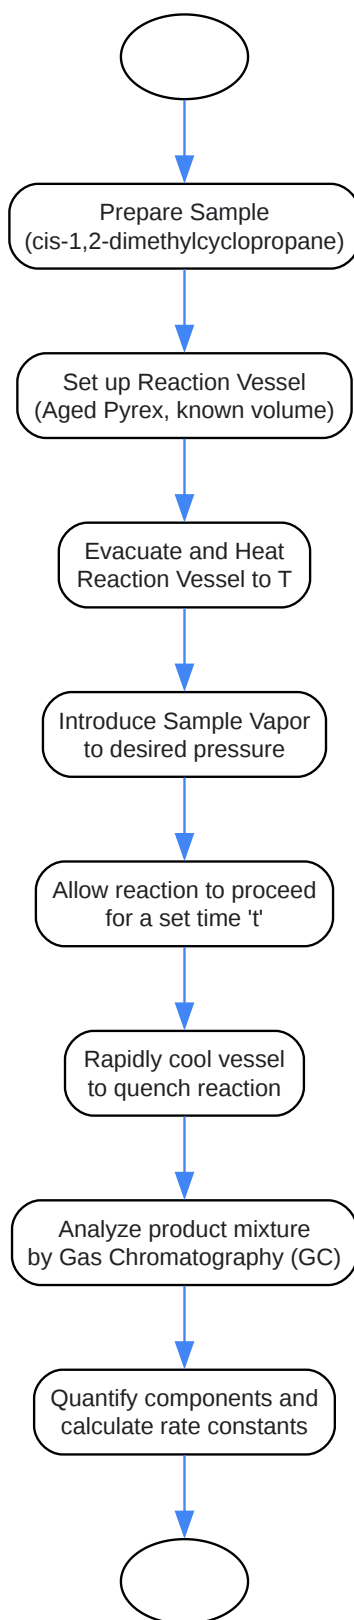 Prepare Sample
(cis-1,2-dimethylcyclopropane)
Set up Reaction Vessel
(Aged Pyrex, known volume)
Evacuate and Heat
Reaction Vessel to T
Introduce Sample Vapor
to desired pressure
Allow reaction to proceed
for a set time 't'
Rapidly cool vessel
to quench reaction
Analyze product mixture
by Gas Chromatography (GC)
Quantify components and
calculate rate constants